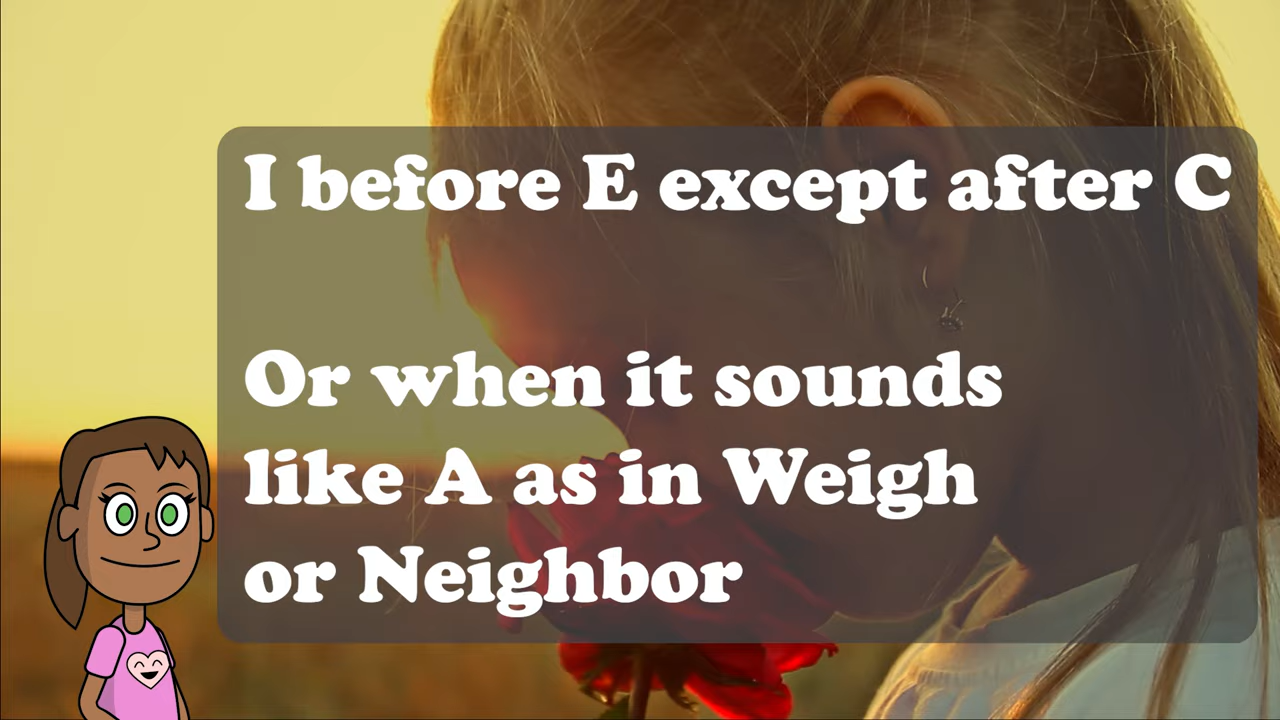 I before E except after C
Or when it sounds
like A as in Weigh
or Neighbor